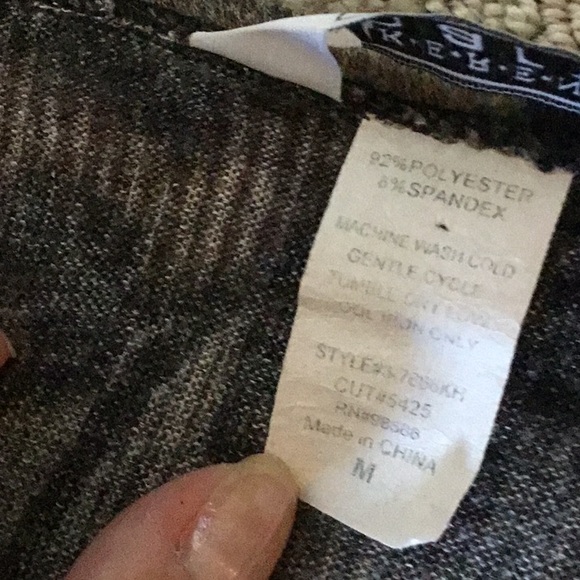 92% POLYESTER
8% SPANDEX
MACHINE WASH COLD
GENTLE CYCLE
TUMBLE DRY LOW
COOL IRON ONLY
CUT#5425
Made in CHINA
M